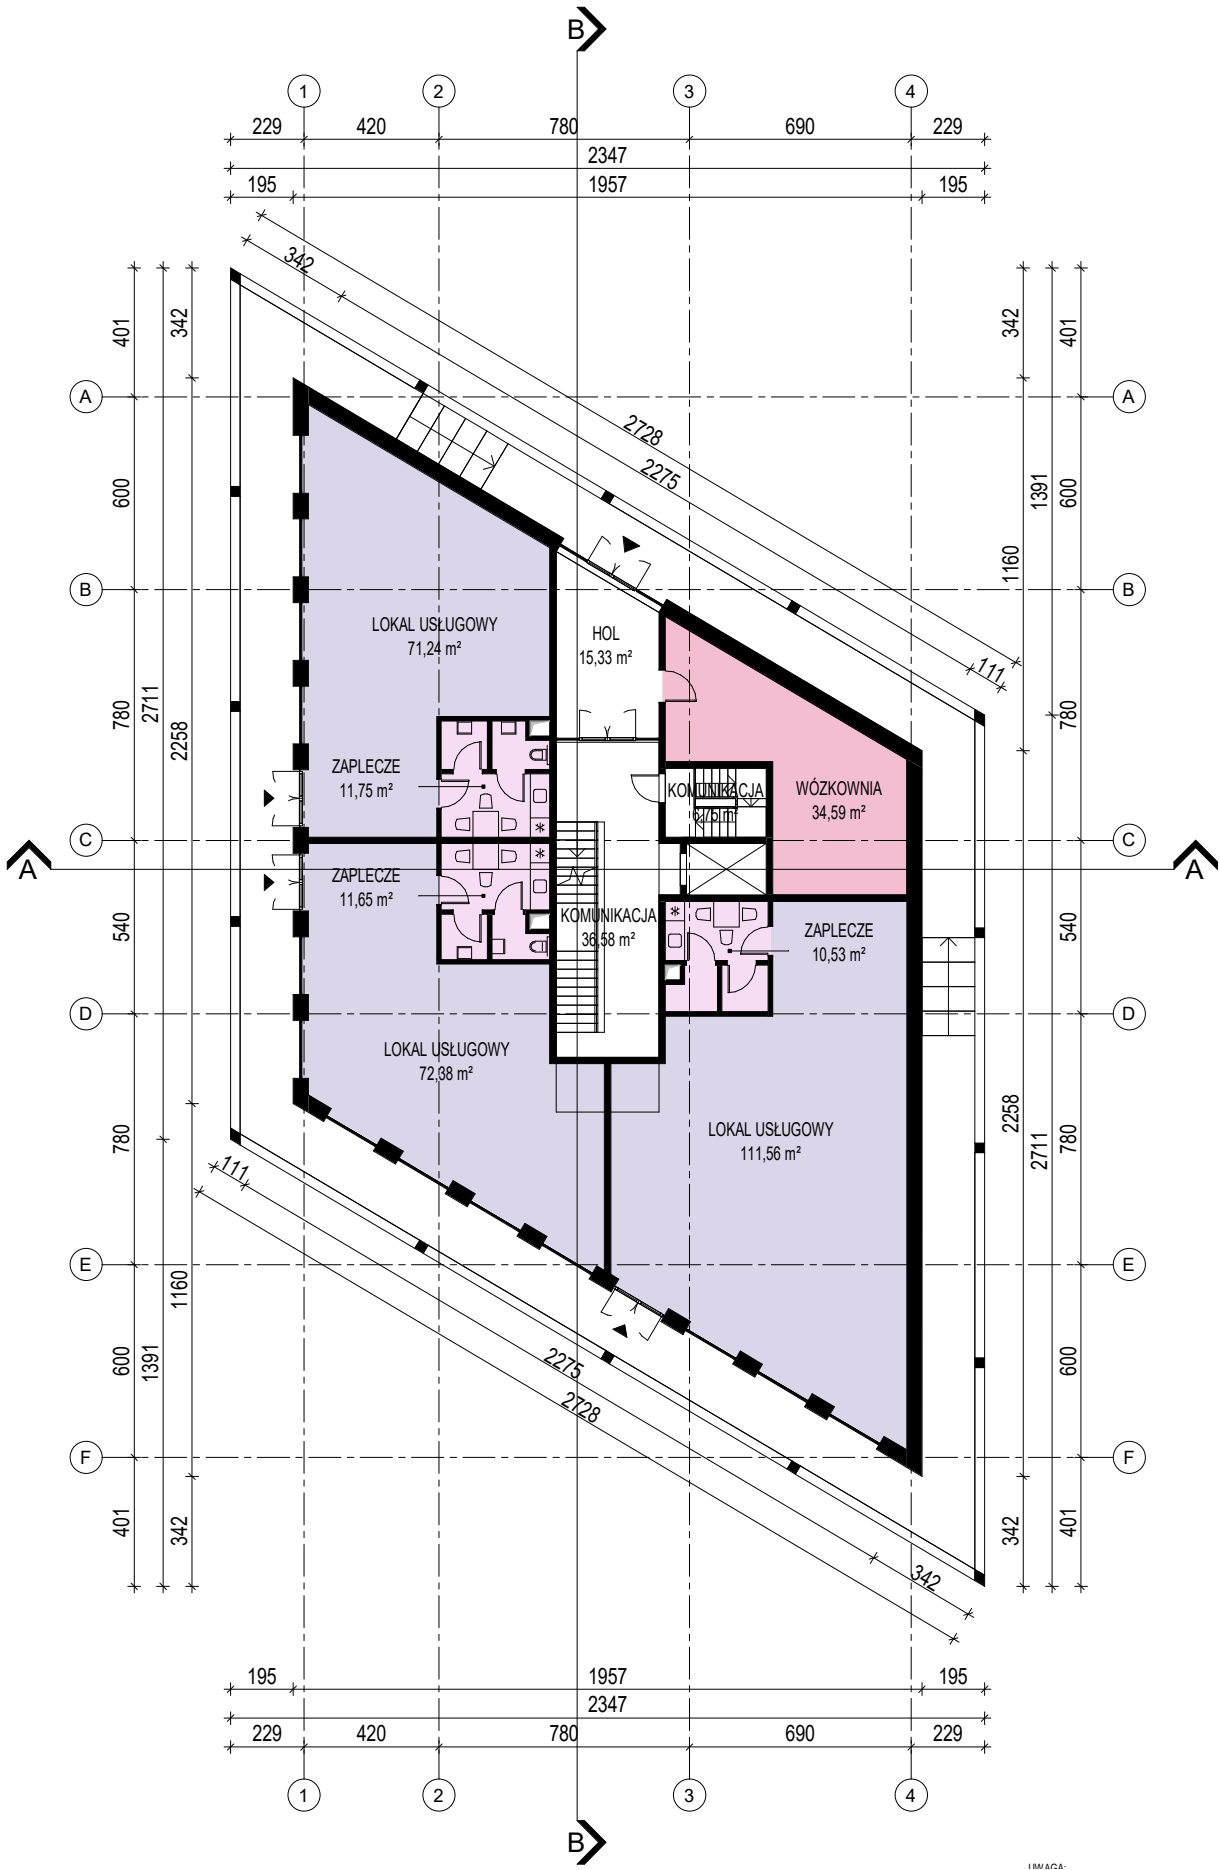 B
1 2 3 4
229 420 780 690 229
2347
195 1957 195
342
2728
2275
111
401 342
342 401
A A
600
1391 600
1160
B B
LOKAL USŁUGOWY
71,24 m²
HOL
15,33 m²
780 2711 2258
780
ZAPLECZE
11,75 m²
KOMUNIKACJA
6,75 m²
WÓZKOWNIA
34,59 m²
C C
A A
ZAPLECZE
11,65 m²
KOMUNIKACJA
36,58 m²
ZAPLECZE
10,53 m²
540 540
D D
LOKAL USŁUGOWY
72,38 m²
LOKAL USŁUGOWY
111,56 m²
780
2258 2711 780
111
E E
1160
600 1391
600
2275
2728
F F
401 342
342 401
342
195 1957 195
2347
229 420 780 690 229
1 2 3 4
B
UWAGA: